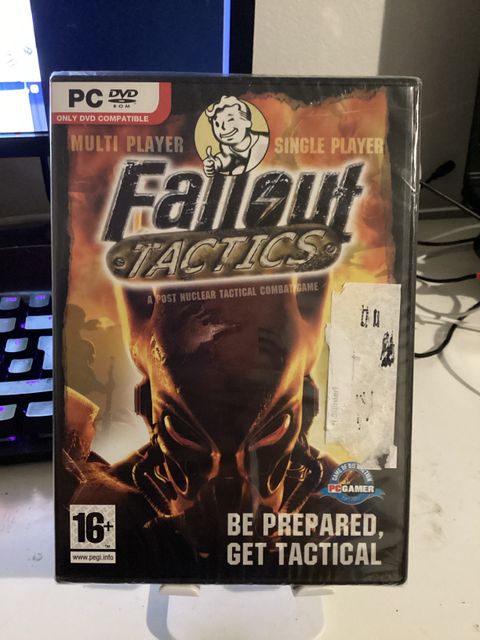 PC DVD
ROM
ONLY DVD COMPATIBLE
MULTI PLAYER
SINGLE PLAYER
Fallout
TACTICS
A POST NUCLEAR TACTICAL COMBAT GAME
PC GAMER
16+
www.pegi.info
BE PREPARED,
GET TACTICAL